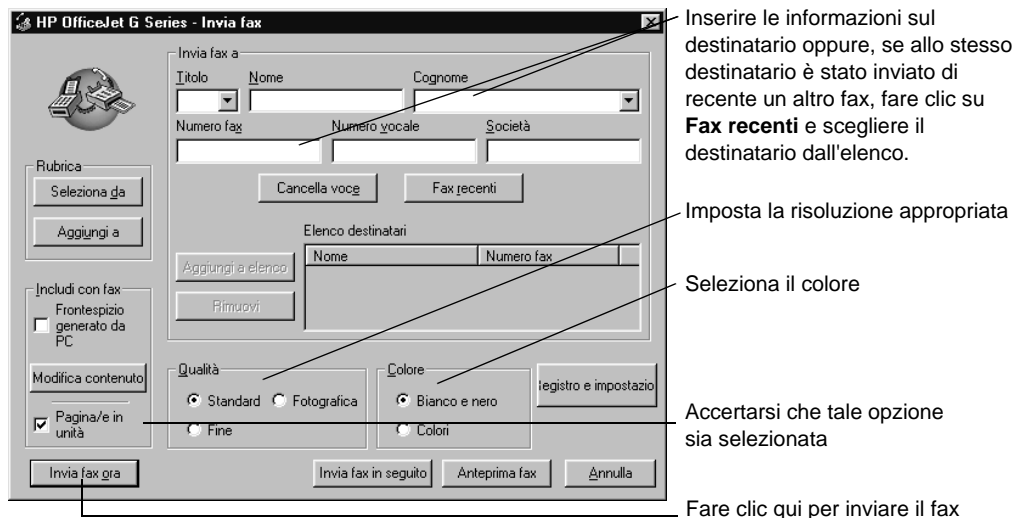 HP OfficeJet G Series - Invia fax
Invia fax a
Titolo Nome Cognome
Numero fax Numero vocale Società
Cancella voce Fax recenti
Rubrica
Seleziona da
Aggiungi a
Elenco destinatari
Nome Numero fax
Aggiungi a elenco
Rimuovi
Includi con fax
Frontespizio
generato da
PC
Modifica contenuto
Pagina/e in
unità
Qualità
Standard Fotografica
Fine
Colore
Bianco e nero
Colori
egistro e impostazio
Invia fax ora Invia fax in seguito Anteprima fax Annulla
Inserire le informazioni sul
destinatario oppure, se allo stesso
destinatario è stato inviato di
recente un altro fax, fare clic su
Fax recenti e scegliere il
destinatario dall'elenco.
Imposta la risoluzione appropriata
Seleziona il colore
Accertarsi che tale opzione
sia selezionata
Fare clic qui per inviare il fax